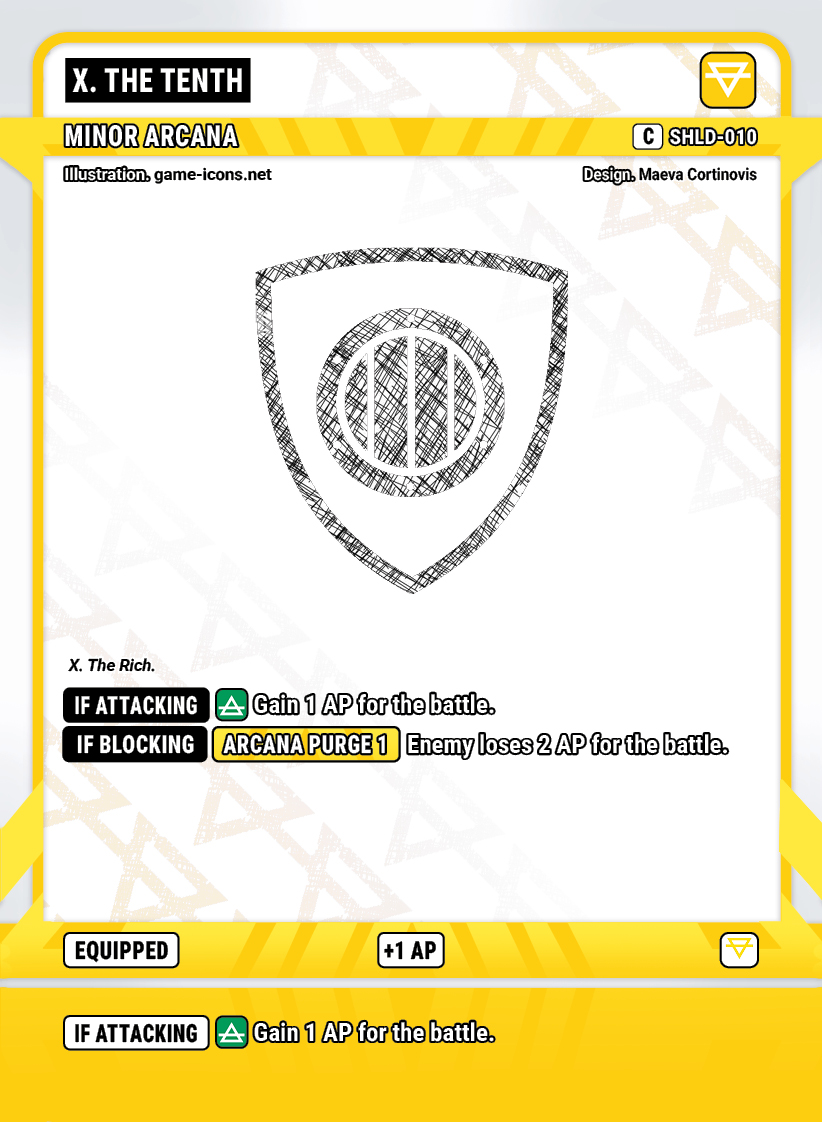 X. THE TENTH
MINOR ARCANA C SHLD-010
Illustration. game-icons.net Design. Maeva Cortinovis
X. The Rich.
IF ATTACKING Gain 1 AP for the battle.
IF BLOCKING ARCANA PURGE 1 Enemy loses 2 AP for the battle.
EQUIPPED +1 AP
IF ATTACKING Gain 1 AP for the battle.